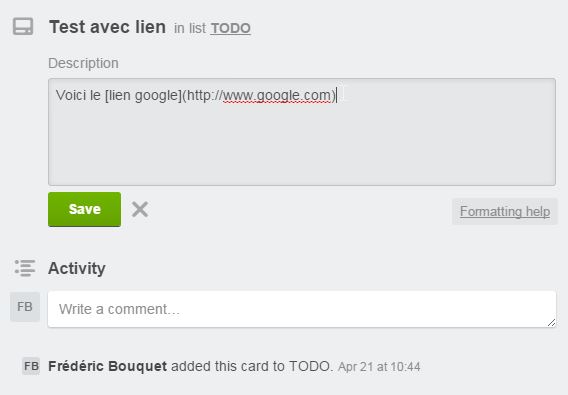 Test avec lien in list TODO
Description
Voici le [lien google](http://www.google.com)
Save
Formatting help
Activity
FB
Write a comment…
FB Frédéric Bouquet added this card to TODO. Apr 21 at 10:44